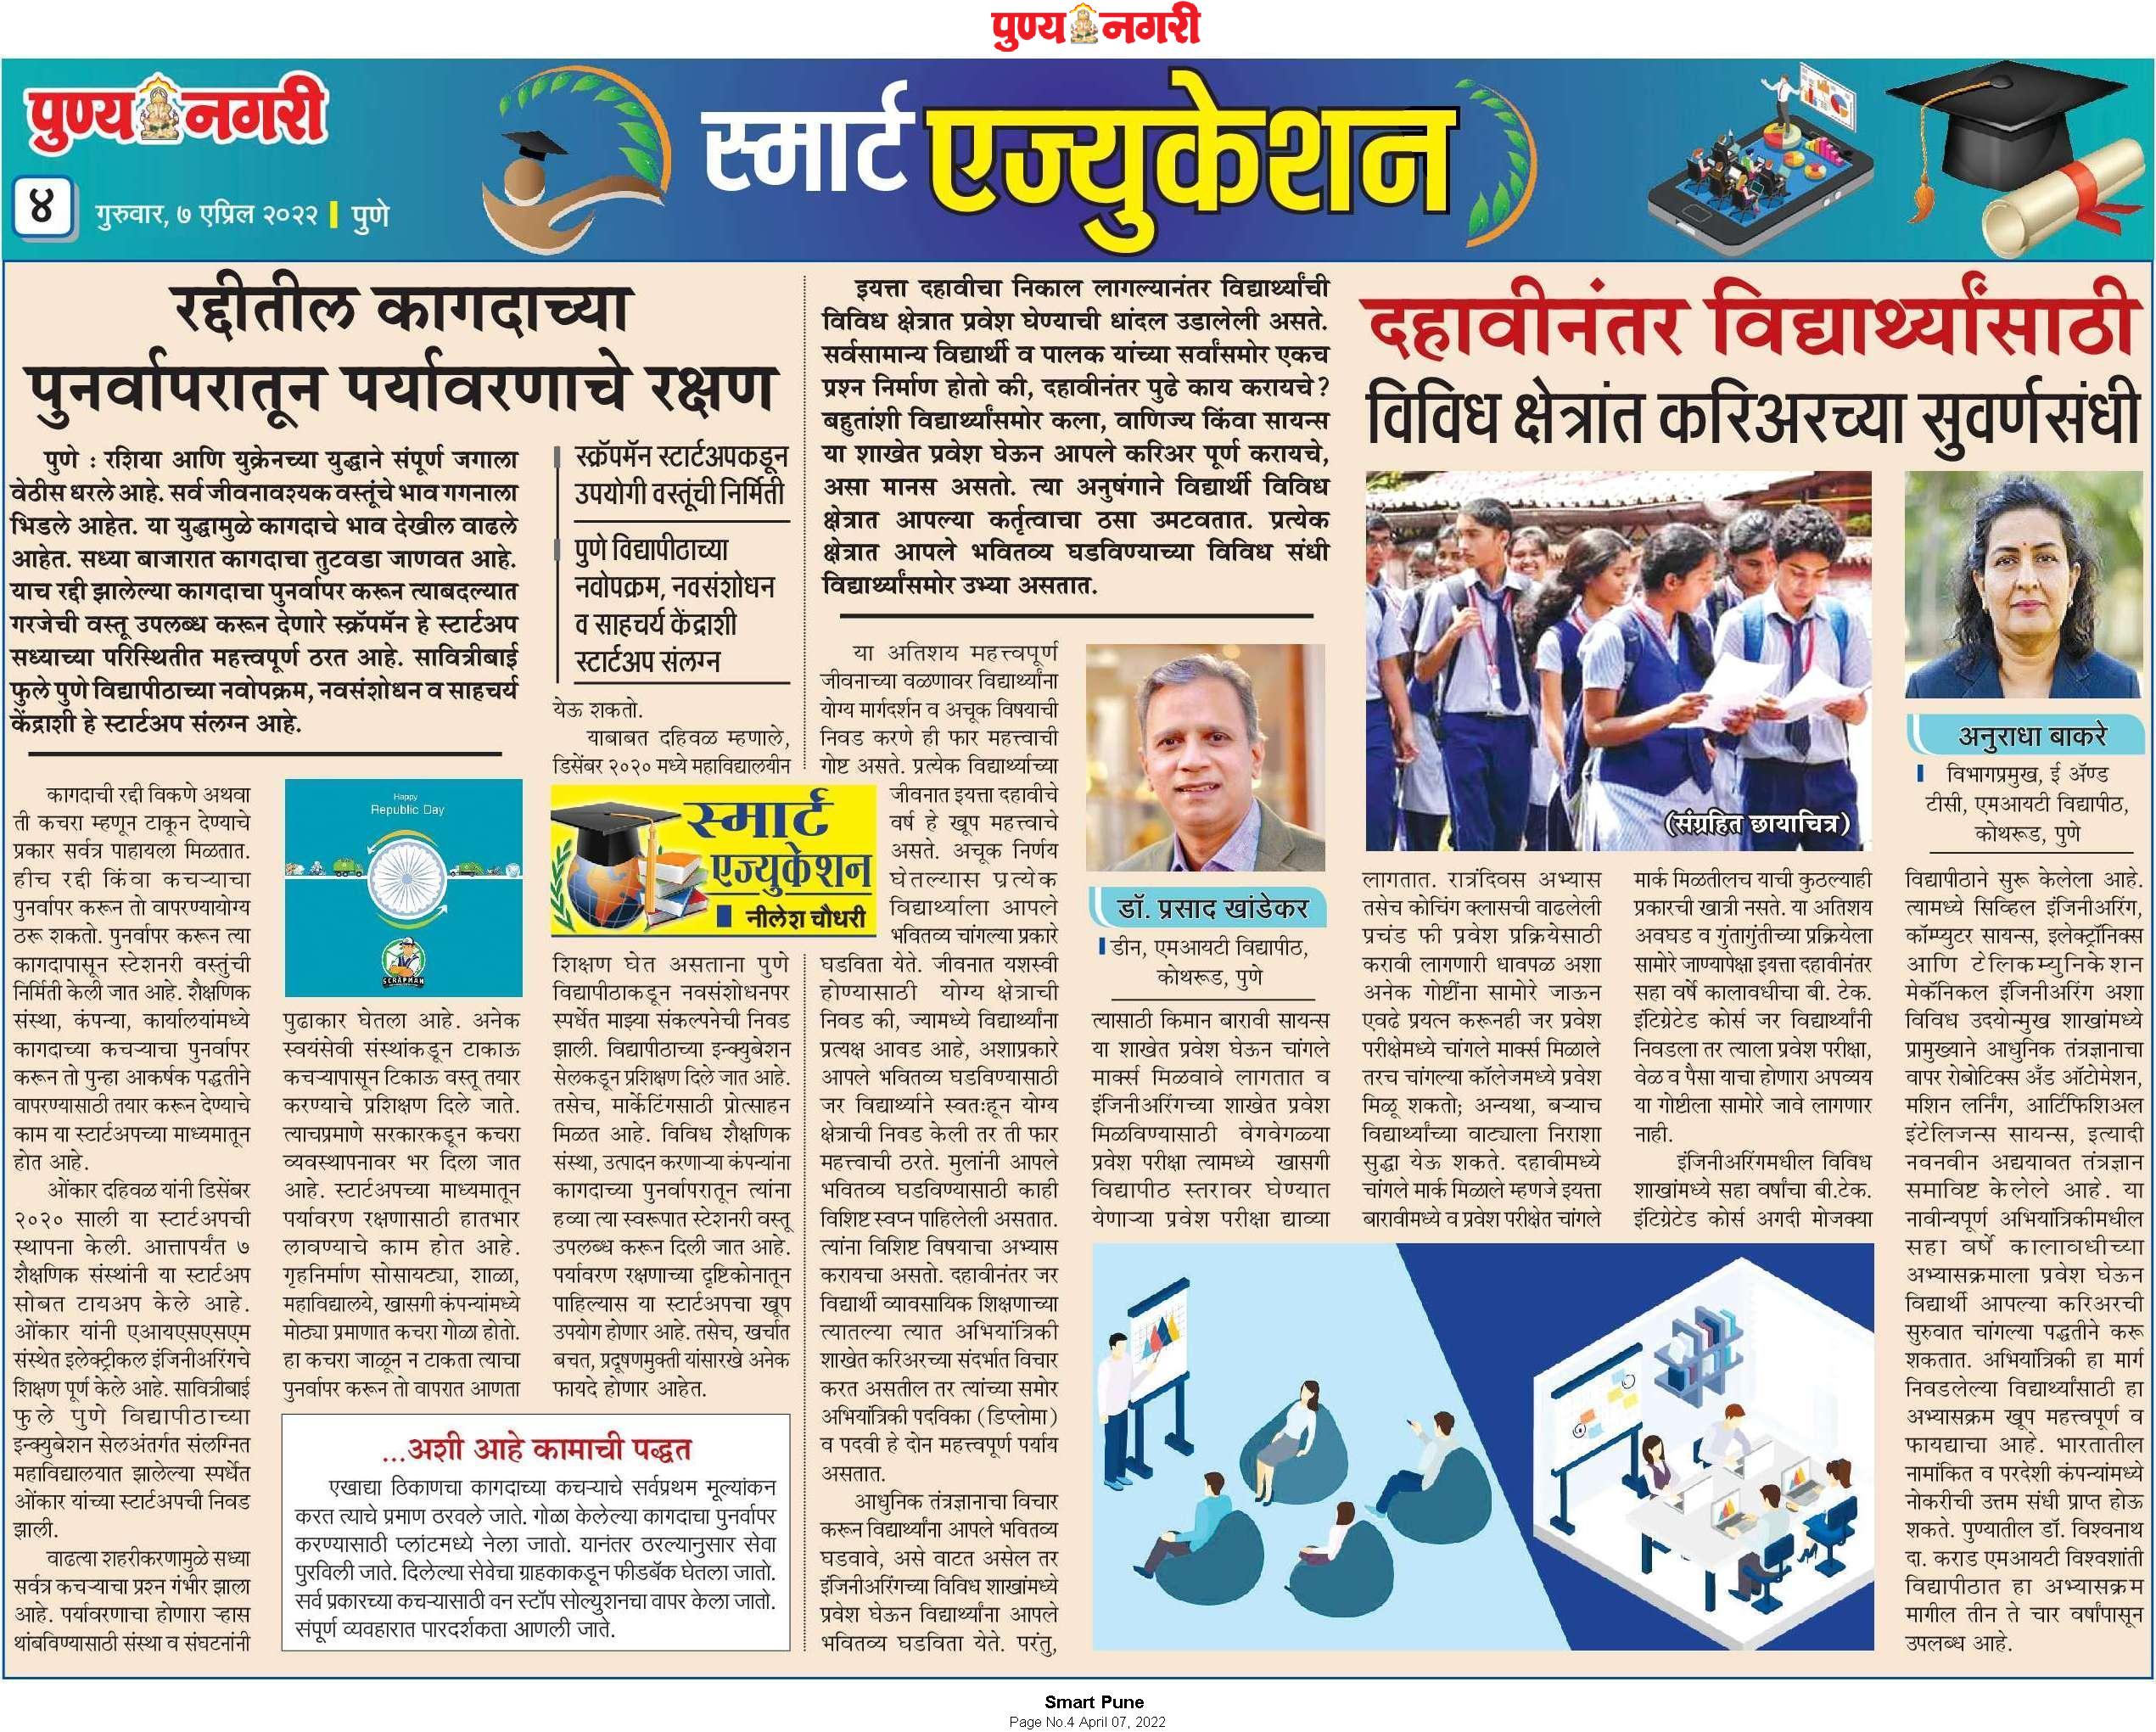 पुण्य नगरी
पुण्य नगरी
४
गुरुवार, ७ एप्रिल २०२२ | पुणे
स्मार्ट एज्युकेशन
रद्दीतील कागदाच्या
पुनर्वापरातून पर्यावरणाचे रक्षण
पुणे : रशिया आणि युक्रेनच्या युद्धाने संपूर्ण जगाला
वेठीस धरले आहे. सर्व जीवनावश्यक वस्तूंचे भाव गगनाला
भिडले आहेत. या युद्धामुळे कागदाचे भाव देखील वाढले
आहेत. सध्या बाजारात कागदाचा तुटवडा जाणवत आहे.
याच रद्दी झालेल्या कागदाचा पुनर्वापर करून त्याबदल्यात
गरजेची वस्तू उपलब्ध करून देणारे स्क्रॅपमॅन हे स्टार्टअप
सध्याच्या परिस्थितीत महत्त्वपूर्ण ठरत आहे. सावित्रीबाई
फुले पुणे विद्यापीठाच्या नवोपक्रम, नवसंशोधन व साहचर्य
केंद्राशी हे स्टार्टअप संलग्न आहे.
स्क्रॅपमॅन स्टार्टअपकडून
उपयोगी वस्तूंची निर्मिती
पुणे विद्यापीठाच्या
नवोपक्रम, नवसंशोधन
व साहचर्य केंद्राशी
स्टार्टअप संलग्न
कागदाची रद्दी विकणे अथवा
ती कचरा म्हणून टाकून देण्याचे
प्रकार सर्वत्र पाहायला मिळतात.
हीच रद्दी किंवा कचऱ्याचा
पुनर्वापर करून तो वापरण्यायोग्य
ठरू शकतो. पुनर्वापर करून त्या
कागदापासून स्टेशनरी वस्तुंची
निर्मिती केली जात आहे. शैक्षणिक
संस्था, कंपन्या, कार्यालयांमध्ये
कागदाच्या कचऱ्याचा पुनर्वापर
करून तो पुन्हा आकर्षक पद्धतीने
वापरण्यासाठी तयार करून देण्याचे
काम या स्टार्टअपच्या माध्यमातून
होत आहे.
ओंकार दहिवळ यांनी डिसेंबर
२०२० साली या स्टार्टअपची
स्थापना केली. आत्तापर्यंत ७
शैक्षणिक संस्थांनी या स्टार्टअप
सोबत टायअप केले आहे.
ओंकार यांनी एआयएसएसएम
संस्थेत इलेक्ट्रीकल इंजिनीअरिंगचे
शिक्षण पूर्ण केले आहे. सावित्रीबाई
फुले पुणे विद्यापीठाच्या
इन्क्युबेशन सेलअंतर्गत संलग्नित
महाविद्यालयात झालेल्या स्पर्धेत
ओंकार यांच्या स्टार्टअपची निवड
झाली.
वाढत्या शहरीकरणामुळे सध्या
सर्वत्र कचऱ्याचा प्रश्न गंभीर झाला
आहे. पर्यावरणाचा होणारा ऱ्हास
थांबविण्यासाठी संस्था व संघटनांनी
Happy
Republic Day
SCRAPMAN
पुढाकार घेतला आहे. अनेक
स्वयंसेवी संस्थांकडून टाकाऊ
कचऱ्यापासून टिकाऊ वस्तू तयार
करण्याचे प्रशिक्षण दिले जाते.
त्याचप्रमाणे सरकारकडून कचरा
व्यवस्थापनावर भर दिला जात
आहे. स्टार्टअपच्या माध्यमातून
पर्यावरण रक्षणासाठी हातभार
लावण्याचे काम होत आहे.
गृहनिर्माण सोसायट्या, शाळा,
महाविद्यालये, खासगी कंपन्यांमध्ये
मोठ्या प्रमाणात कचरा गोळा होतो.
हा कचरा जाळून न टाकता त्याचा
पुनर्वापर करून तो वापरात आणता
येऊ शकतो.
याबाबत दहिवळ म्हणाले,
डिसेंबर २०२० मध्ये महाविद्यालयीन
स्मार्ट
एज्युकेशन
नीलेश चौधरी
शिक्षण घेत असताना पुणे
विद्यापीठाकडून नवसंशोधनपर
स्पर्धेत माझ्या संकल्पनेची निवड
झाली. विद्यापीठाच्या इन्क्युबेशन
सेलकडून प्रशिक्षण दिले जात आहे.
तसेच, मार्केटिंगसाठी प्रोत्साहन
मिळत आहे. विविध शैक्षणिक
संस्था, उत्पादन करणाऱ्या कंपन्यांना
कागदाच्या पुनर्वापरातून त्यांना
हव्या त्या स्वरूपात स्टेशनरी वस्तू
उपलब्ध करून दिली जात आहे.
पर्यावरण रक्षणाच्या दृष्टिकोनातून
पाहिल्यास या स्टार्टअपचा खूप
उपयोग होणार आहे. तसेच, खर्चात
बचत, प्रदूषणमुक्ती यांसारखे अनेक
फायदे होणार आहेत.
...अशी आहे कामाची पद्धत
एखाद्या ठिकाणचा कागदाच्या कचऱ्याचे सर्वप्रथम मूल्यांकन
करत त्याचे प्रमाण ठरवले जाते. गोळा केलेल्या कागदाचा पुनर्वापर
करण्यासाठी प्लांटमध्ये नेला जातो. यानंतर ठरल्यानुसार सेवा
पुरविली जाते. दिलेल्या सेवेचा ग्राहकाकडून फीडबॅक घेतला जातो.
सर्व प्रकारच्या कचऱ्यासाठी वन स्टॉप सोल्युशनचा वापर केला जातो.
संपूर्ण व्यवहारात पारदर्शकता आणली जाते.
दहावीनंतर विद्यार्थ्यांसाठी
विविध क्षेत्रांत करिअरच्या सुवर्णसंधी
इयत्ता दहावीचा निकाल लागल्यानंतर विद्यार्थ्यांची
विविध क्षेत्रात प्रवेश घेण्याची धांदल उडालेली असते.
सर्वसामान्य विद्यार्थी व पालक यांच्या सर्वांसमोर एकच
प्रश्न निर्माण होतो की, दहावीनंतर पुढे काय करायचे?
बहुतांशी विद्यार्थ्यांसमोर कला, वाणिज्य किंवा सायन्स
या शाखेत प्रवेश घेऊन आपले करिअर पूर्ण करायचे,
असा मानस असतो. त्या अनुषंगाने विद्यार्थी विविध
क्षेत्रात आपल्या कर्तृत्वाचा ठसा उमटवतात. प्रत्येक
क्षेत्रात आपले भवितव्य घडविण्याच्या विविध संधी
विद्यार्थ्यांसमोर उभ्या असतात.
या अतिशय महत्त्वपूर्ण
जीवनाच्या वळणावर विद्यार्थ्यांना
योग्य मार्गदर्शन व अचूक विषयाची
निवड करणे ही फार महत्त्वाची
गोष्ट असते. प्रत्येक विद्यार्थ्याच्या
जीवनात इयत्ता दहावीचे
वर्ष हे खूप महत्त्वाचे
असते. अचूक निर्णय
घेतल्यास प्रत्येक
विद्यार्थ्याला आपले
भवितव्य चांगल्या प्रकारे
घडविता येते. जीवनात यशस्वी
होण्यासाठी योग्य क्षेत्राची
निवड की, ज्यामध्ये विद्यार्थ्यांना
प्रत्यक्ष आवड आहे, अशाप्रकारे
आपले भवितव्य घडविण्यासाठी
जर विद्यार्थ्याने स्वतःहून योग्य
क्षेत्राची निवड केली तर ती फार
महत्त्वाची ठरते. मुलांनी आपले
भवितव्य घडविण्यासाठी काही
विशिष्ट स्वप्न पाहिलेली असतात.
त्यांना विशिष्ट विषयाचा अभ्यास
करायचा असतो. दहावीनंतर जर
विद्यार्थी व्यावसायिक शिक्षणाच्या
त्यातल्या त्यात अभियांत्रिकी
शाखेत करिअरच्या संदर्भात विचार
करत असतील तर त्यांच्या समोर
अभियांत्रिकी पदविका (डिप्लोमा)
व पदवी हे दोन महत्त्वपूर्ण पर्याय
असतात.
आधुनिक तंत्रज्ञानाचा विचार
करून विद्यार्थ्यांना आपले भवितव्य
घडवावे, असे वाटत असेल तर
इंजिनीअरिंगच्या विविध शाखांमध्ये
प्रवेश घेऊन विद्यार्थ्यांना आपले
भवितव्य घडविता येते. परंतु,
डॉ. प्रसाद खांडेकर
डीन, एमआयटी विद्यापीठ,
कोथरूड, पुणे
त्यासाठी किमान बारावी सायन्स
या शाखेत प्रवेश घेऊन चांगले
मार्क्स मिळवावे लागतात व
इंजिनीअरिंगच्या शाखेत प्रवेश
मिळविण्यासाठी वेगवेगळ्या
प्रवेश परीक्षा त्यामध्ये खासगी
विद्यापीठ स्तरावर घेण्यात
येणाऱ्या प्रवेश परीक्षा द्याव्या
(संग्रहित छायाचित्र)
लागतात. रात्रंदिवस अभ्यास
तसेच कोचिंग क्लासची वाढलेली
प्रचंड फी प्रवेश प्रक्रियेसाठी
करावी लागणारी धावपळ अशा
अनेक गोष्टींना सामोरे जाऊन
एवढे प्रयत्न करूनही जर प्रवेश
परीक्षेमध्ये चांगले मार्क्स मिळाले
तरच चांगल्या कॉलेजमध्ये प्रवेश
मिळू शकतो; अन्यथा, बऱ्याच
विद्यार्थ्यांच्या वाट्याला निराशा
सुद्धा येऊ शकते. दहावीमध्ये
चांगले मार्क मिळाले म्हणजे इयत्ता
बारावीमध्ये व प्रवेश परीक्षेत चांगले
मार्क मिळतीलच याची कुठल्याही
प्रकारची खात्री नसते. या अतिशय
अवघड व गुंतागुंतीच्या प्रक्रियेला
सामोरे जाण्यापेक्षा इयत्ता दहावीनंतर
सहा वर्षे कालावधीचा बी. टेक.
इंटिग्रेटेड कोर्स जर विद्यार्थ्यांनी
निवडला तर त्याला प्रवेश परीक्षा,
वेळ व पैसा याचा होणारा अपव्यय
या गोष्टीला सामोरे जावे लागणार
नाही.
इंजिनीअरिंगमधील विविध
शाखांमध्ये सहा वर्षांचा बी.टेक.
इंटिग्रेटेड कोर्स अगदी मोजक्या
अनुराधा बाकरे
विभागप्रमुख, ई ॲण्ड
टीसी, एमआयटी विद्यापीठ,
कोथरूड, पुणे
विद्यापीठाने सुरू केलेला आहे.
त्यामध्ये सिव्हिल इंजिनीअरिंग,
कॉम्प्युटर सायन्स, इलेक्ट्रॉनिक्स
आणि टेलिकम्युनिकेशन
मेकॅनिकल इंजिनीअरिंग अशा
विविध उदयोन्मुख शाखांमध्ये
प्रामुख्याने आधुनिक तंत्रज्ञानाचा
वापर रोबोटिक्स अँड ऑटोमेशन,
मशिन लर्निंग, आर्टिफिशिअल
इंटेलिजन्स सायन्स, इत्यादी
नवनवीन अद्ययावत तंत्रज्ञान
समाविष्ट केलेले आहे. या
नावीन्यपूर्ण अभियांत्रिकीमधील
सहा वर्षे कालावधीच्या
अभ्यासक्रमाला प्रवेश घेऊन
विद्यार्थी आपल्या करिअरची
सुरुवात चांगल्या पद्धतीने करू
शकतात. अभियांत्रिकी हा मार्ग
निवडलेल्या विद्यार्थ्यांसाठी हा
अभ्यासक्रम खूप महत्त्वपूर्ण व
फायद्याचा आहे. भारतातील
नामांकित व परदेशी कंपन्यांमध्ये
नोकरीची उत्तम संधी प्राप्त होऊ
शकते. पुण्यातील डॉ. विश्वनाथ
दा. कराड एमआयटी विश्वशांती
विद्यापीठात हा अभ्यासक्रम
मागील तीन ते चार वर्षांपासून
उपलब्ध आहे.
Smart Pune
Page No.4 April 07, 2022